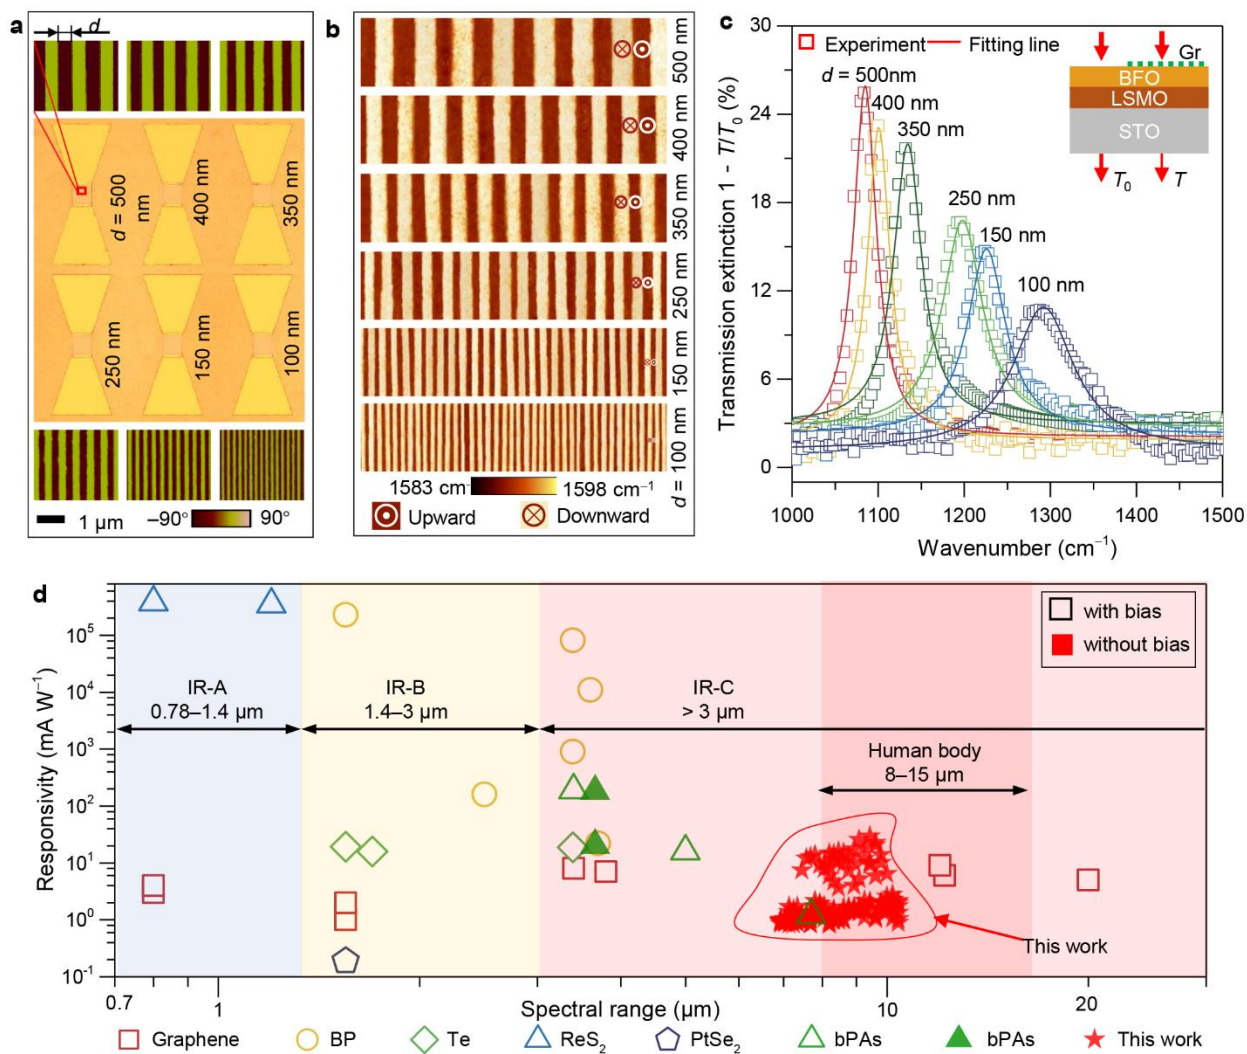 a
d
d = 500 nm
400 nm
350 nm
250 nm
150 nm
100 nm
1 μm
–90°
90°
b
500 nm
400 nm
350 nm
250 nm
150 nm
d = 100 nm
1583 cm⁻
1598 cm⁻¹
Upward
Downward
c
Transmission extinction 1 - T/T₀ (%)
30
26
22
18
12
6
0
Experiment
Fitting line
d = 500nm
400 nm
350 nm
250 nm
150 nm
100 nm
Gr
BFO
LSMO
STO
T₀
T
1000
1100
1200
1300
1400
1500
Wavenumber (cm⁻¹)
d
Responsivity (mA W⁻¹)
10⁵
10⁴
10³
10²
10¹
10⁰
10⁻¹
IR-A
0.78–1.4 μm
IR-B
1.4–3 μm
IR-C
> 3 μm
Human body
8–15 μm
with bias
without bias
This work
0.7
1
10
20
Spectral range (μm)
Graphene
BP
Te
ReS₂
PtSe₂
bPAs
bPAs
This work